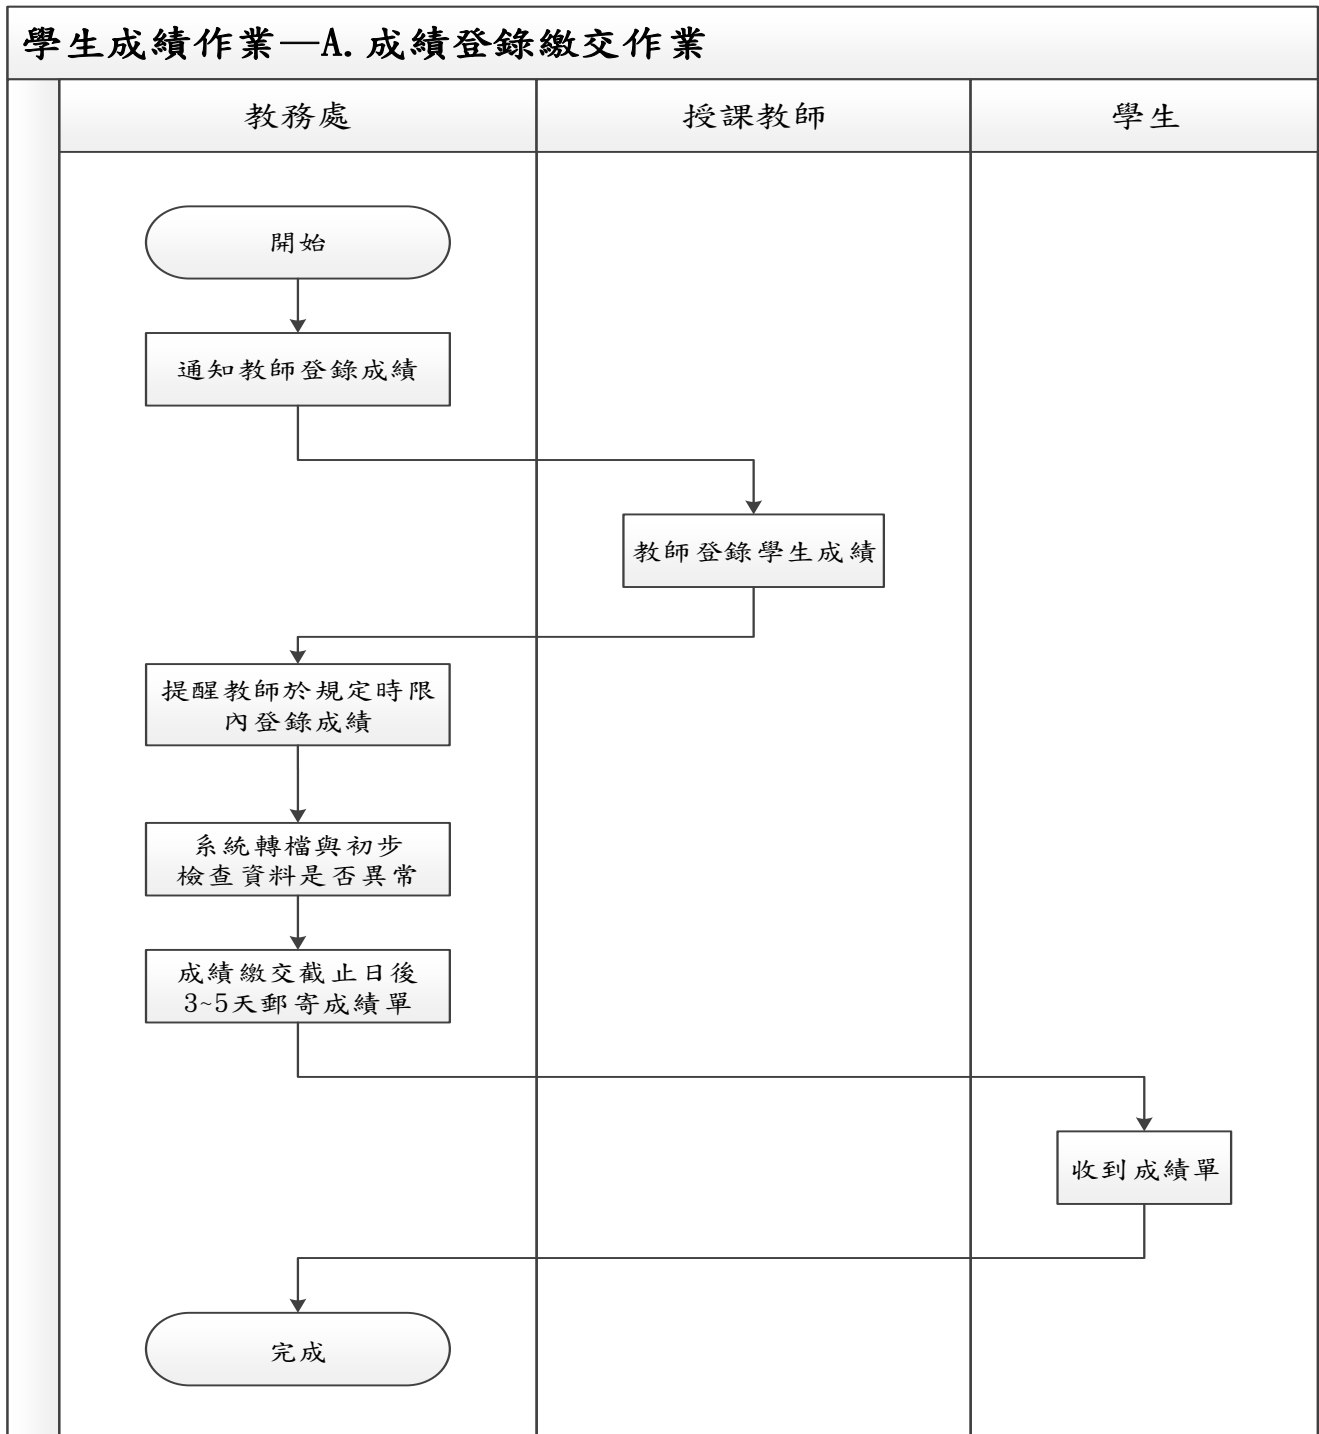 學生成績作業—A.成績登錄繳交作業
教務處
授課教師
學生
開始
通知教師登錄成績
教師登錄學生成績
提醒教師於規定時限
內登錄成績
系統轉檔與初步
檢查資料是否異常
成績繳交截止日後
3~5天郵寄成績單
收到成績單
完成